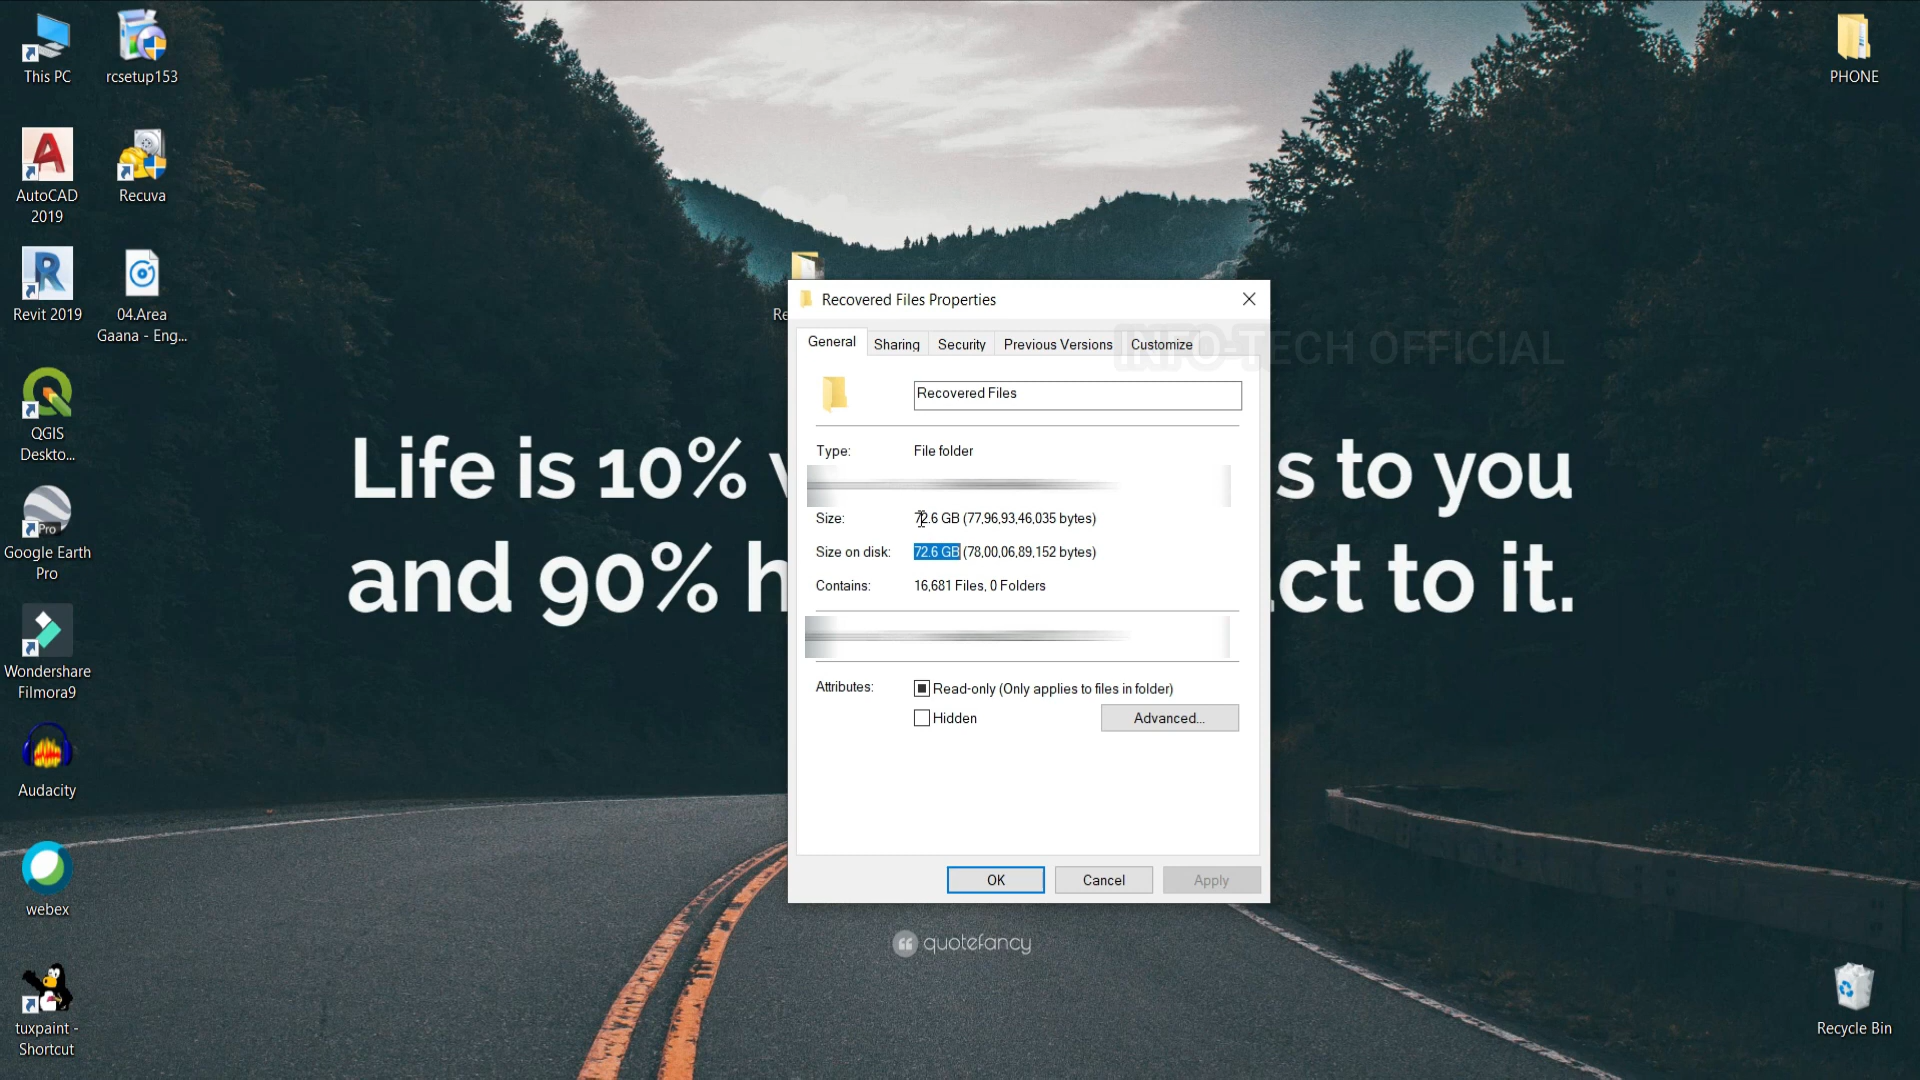 This PC
rcsetup153
PHONE
AutoCAD
2019
Recuva
Revit 2019
04.Area
Gaana - Eng...
QGIS
Deskto...
Google Earth
Pro
Wondershare
Filmora9
Audacity
webex
tuxpaint -
Shortcut
Recycle Bin
Life is 10%
s to you
and 90% h
ct to it.
quotefancy
INFO-TECH OFFICIAL
Recovered Files Properties
General
Sharing
Security
Previous Versions
Customize
Recovered Files
Type: File folder
Size: 72.6 GB (77,96,93,46,035 bytes)
Size on disk: 72.6 GB (78,00,06,89,152 bytes)
Contains: 16,681 Files, 0 Folders
Attributes: Read-only (Only applies to files in folder)
Hidden
Advanced...
OK
Cancel
Apply